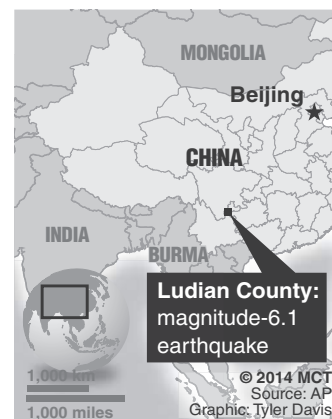 MONGOLIA
Beijing
CHINA
INDIA
BURMA
Ludian County:
magnitude-6.1
earthquake
1,000 km
1,000 miles
© 2014 MCT
Source: AP
Graphic: Tyler Davis